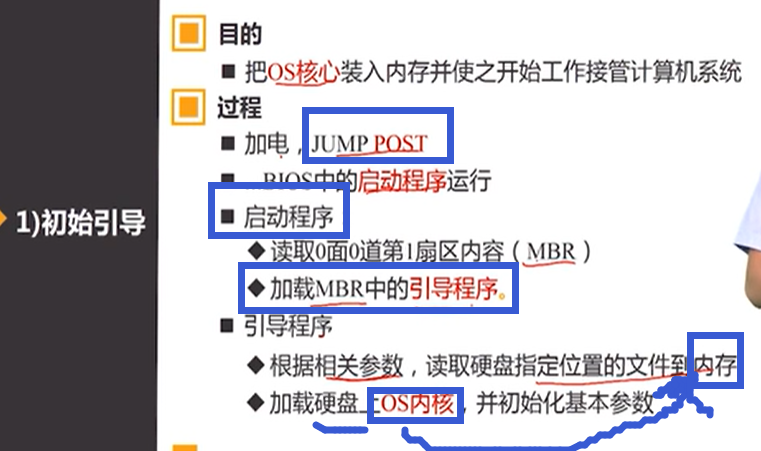 目的
■ 把OS核心装入内存并使之开始工作接管计算机系统
过程
■ 加电，JUMP POST
■ ...BIOS中的启动程序运行
1)初始引导
■ 启动程序
◆读取0面0道第1扇区内容（MBR）
◆加载MBR中的引导程序。
■ 引导程序
◆根据相关参数，读取硬盘指定位置的文件到内存
◆加载硬盘上OS内核，并初始化基本参数